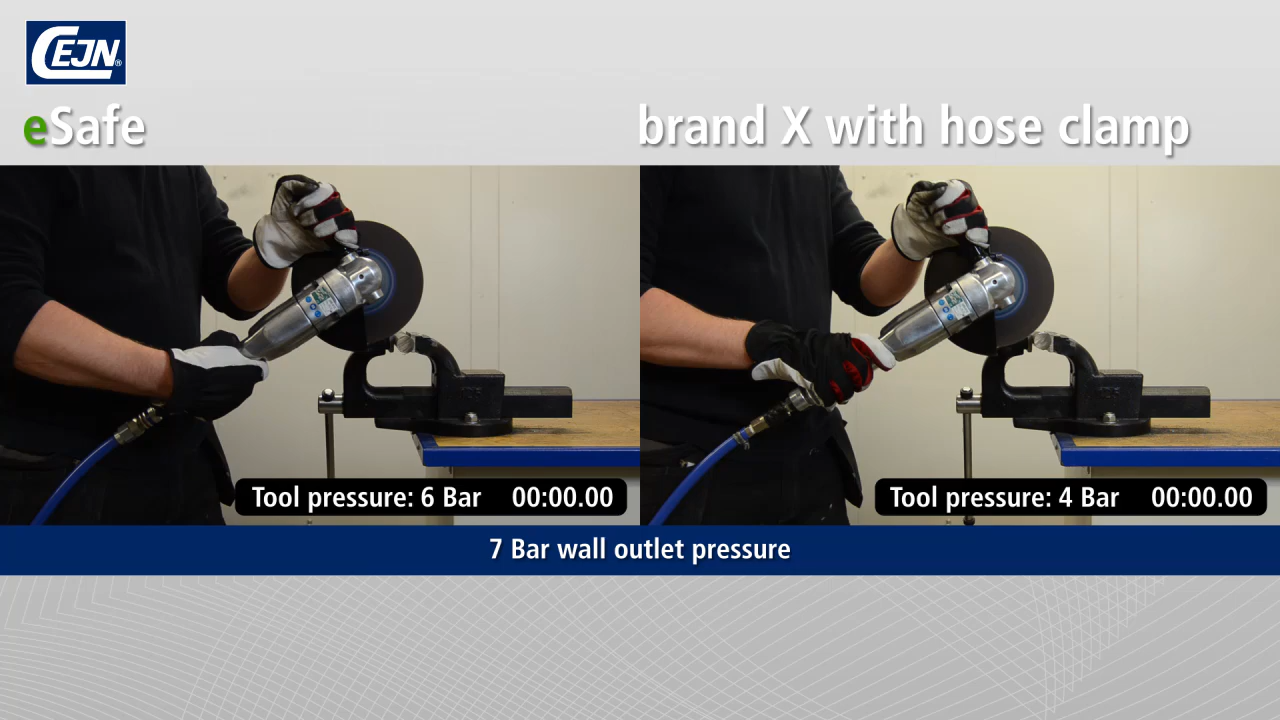 CEJN®
eSafe
brand X with hose clamp
Tool pressure: 6 Bar 00:00.00
Tool pressure: 4 Bar 00:00.00
7 Bar wall outlet pressure